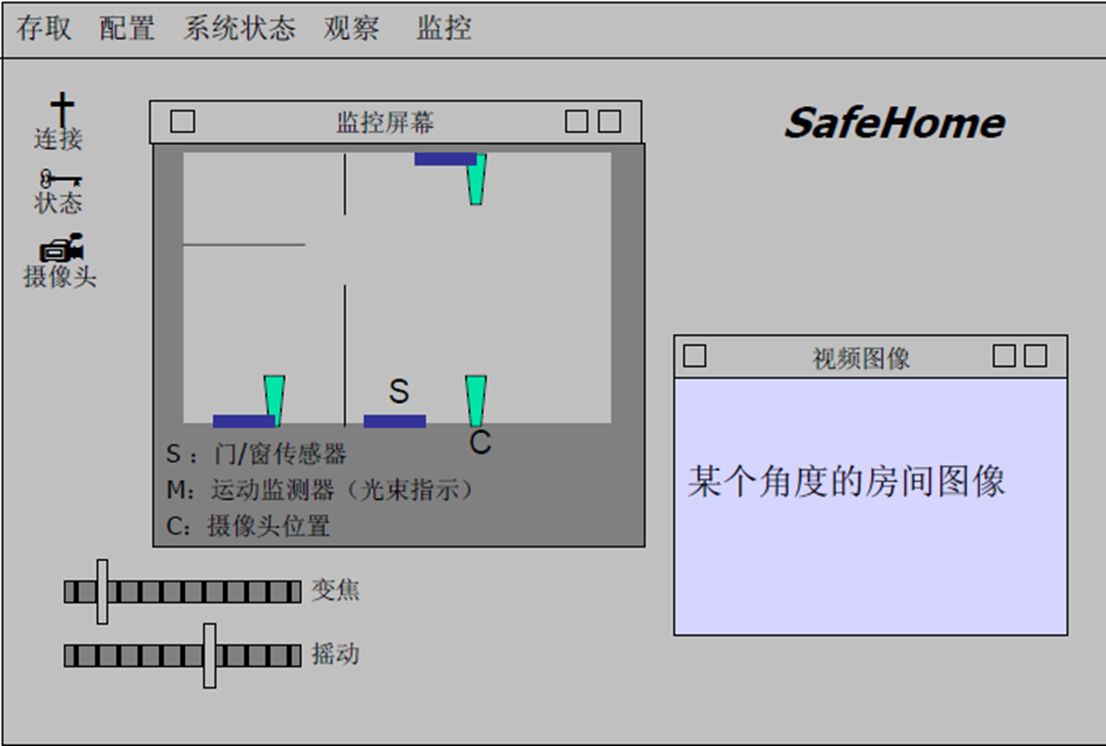 存取 配置 系统状态 观察 监控
连接
状态
摄像头
监控屏幕
S
C
S：门/窗传感器
M：运动监测器（光束指示）
C：摄像头位置
变焦
摇动
SafeHome
视频图像
某个角度的房间图像